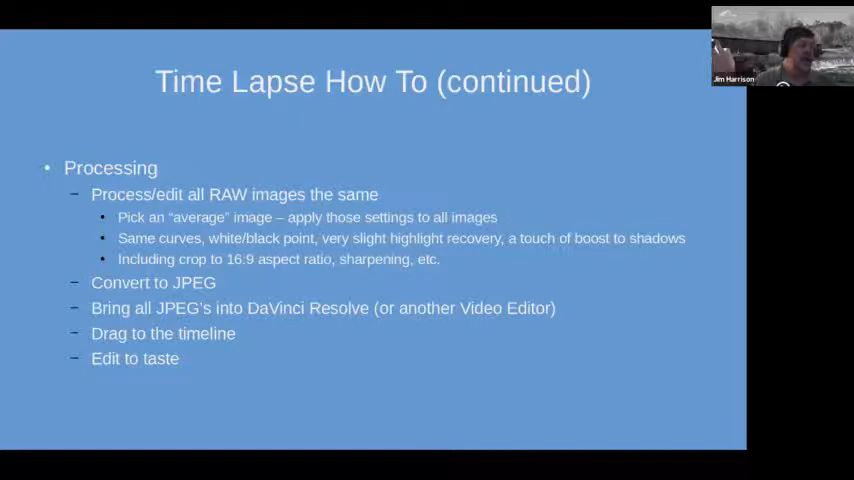 Time Lapse How To (continued)
Jim Harrison
• Processing
– Process/edit all RAW images the same
• Pick an “average” image – apply those settings to all images
• Same curves, white/black point, very slight highlight recovery, a touch of boost to shadows
• Including crop to 16:9 aspect ratio, sharpening, etc.
– Convert to JPEG
– Bring all JPEG's into DaVinci Resolve (or another Video Editor)
– Drag to the timeline
– Edit to taste